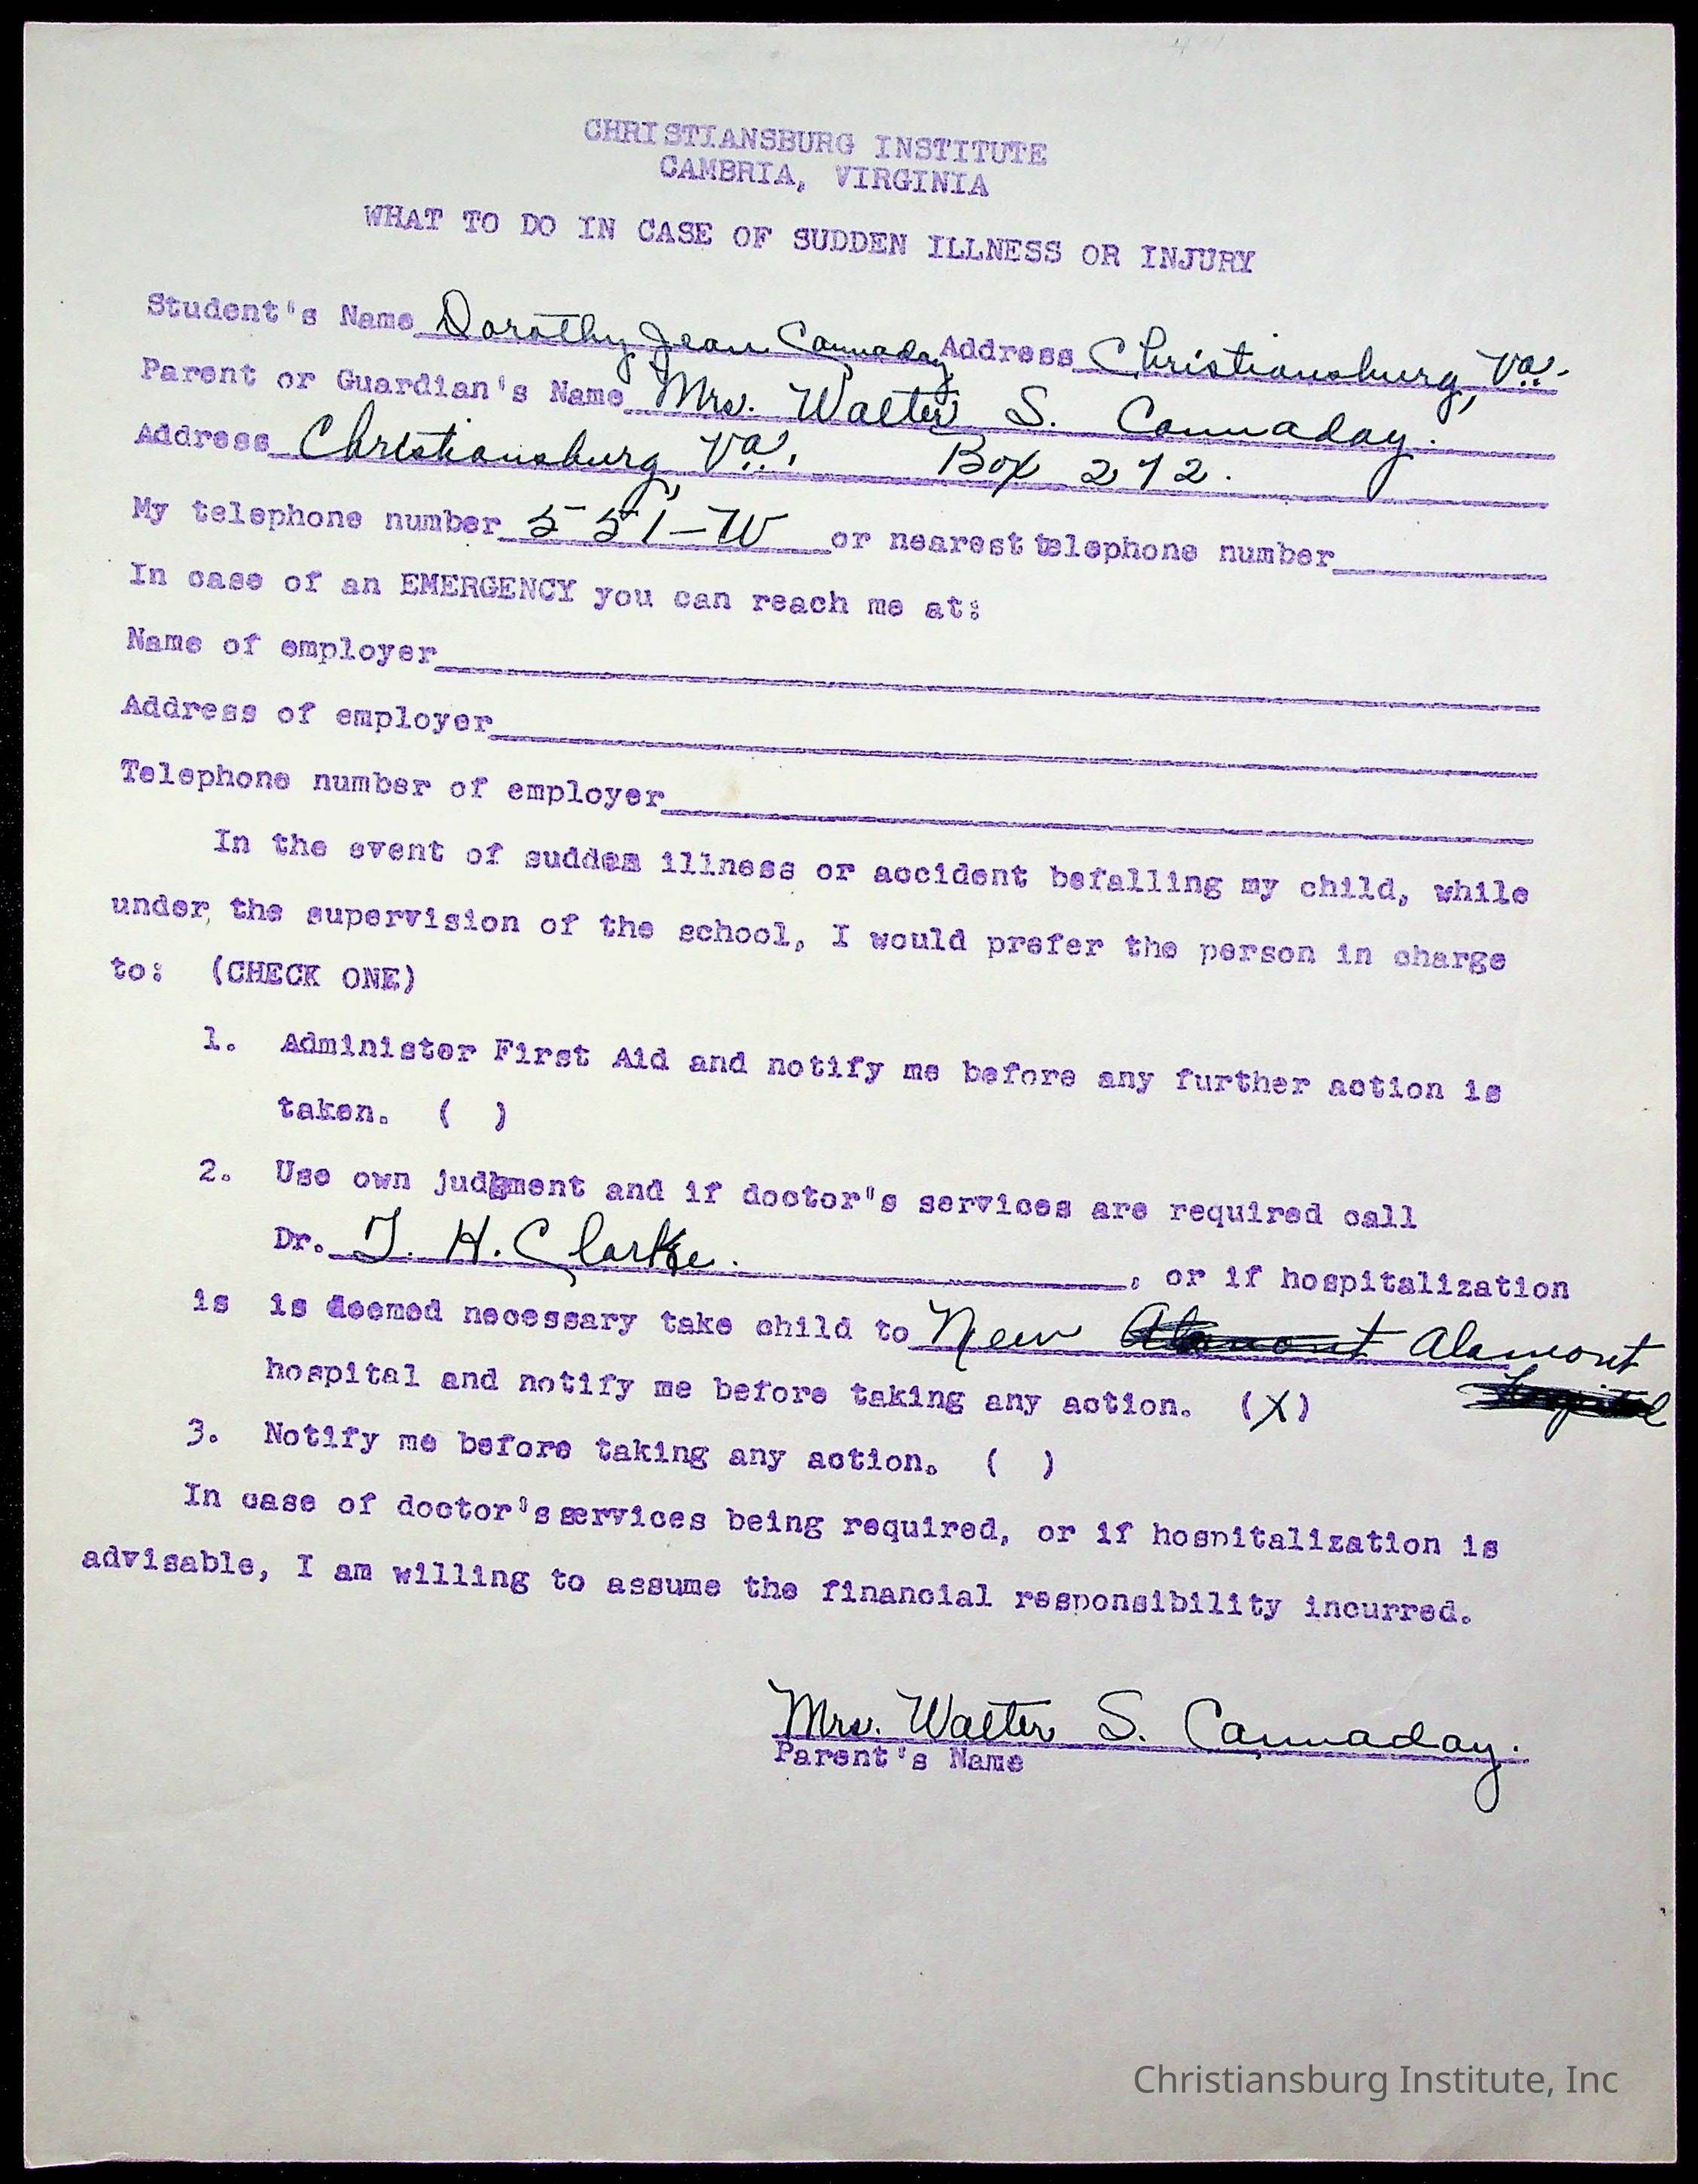 CHRISTIANSBURG INSTITUTE
CAMBRIA, VIRGINIA
WHAT TO DO IN CASE OF SUDDEN ILLNESS OR INJURY
Student's Name Dorothy Jean Cannaday Address Christiansburg, Va.
Parent or Guardian's Name Mrs. Walter S. Cannaday.
Address Christiansburg, Va. Box 272.
My telephone number 551-W or nearest telephone number
In case of an EMERGENCY you can reach me at:
Name of employer
Address of employer
Telephone number of employer
In the event of sudden illness or accident befalling my child, while
under, the supervision of the school, I would prefer the person in charge
to: (CHECK ONE)
1. Administer First Aid and notify me before any further action is
taken. ( )
2. Use own judgment and if doctor's services are required call
Dr. T. H. Clarke. , or if hospitalization
is is deemed necessary take child to New Alamont Alamont
hospital and notify me before taking any action. (X) hospital
3. Notify me before taking any action. ( )
In case of doctor's services being required, or if hospitalization is
advisable, I am willing to assume the financial responsibility incurred.
Mrs. Walter S. Cannaday.
Parent's Name
Christiansburg Institute, Inc